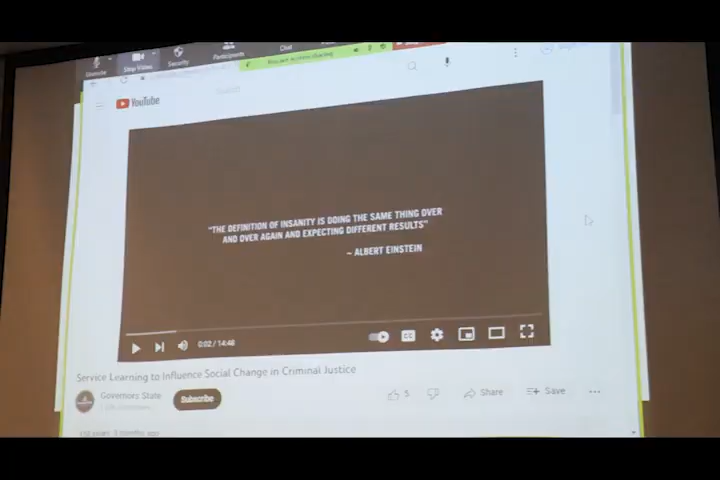 Stop Video
Security
Participants
Chat
YouTube
"THE DEFINITION OF INSANITY IS DOING THE SAME THING OVER
AND OVER AGAIN AND EXPECTING DIFFERENT RESULTS"
– ALBERT EINSTEIN
0:02 / 14:48
CC
Service Learning to Influence Social Change in Criminal Justice
Governors State
Subscribe
5
Share
Save